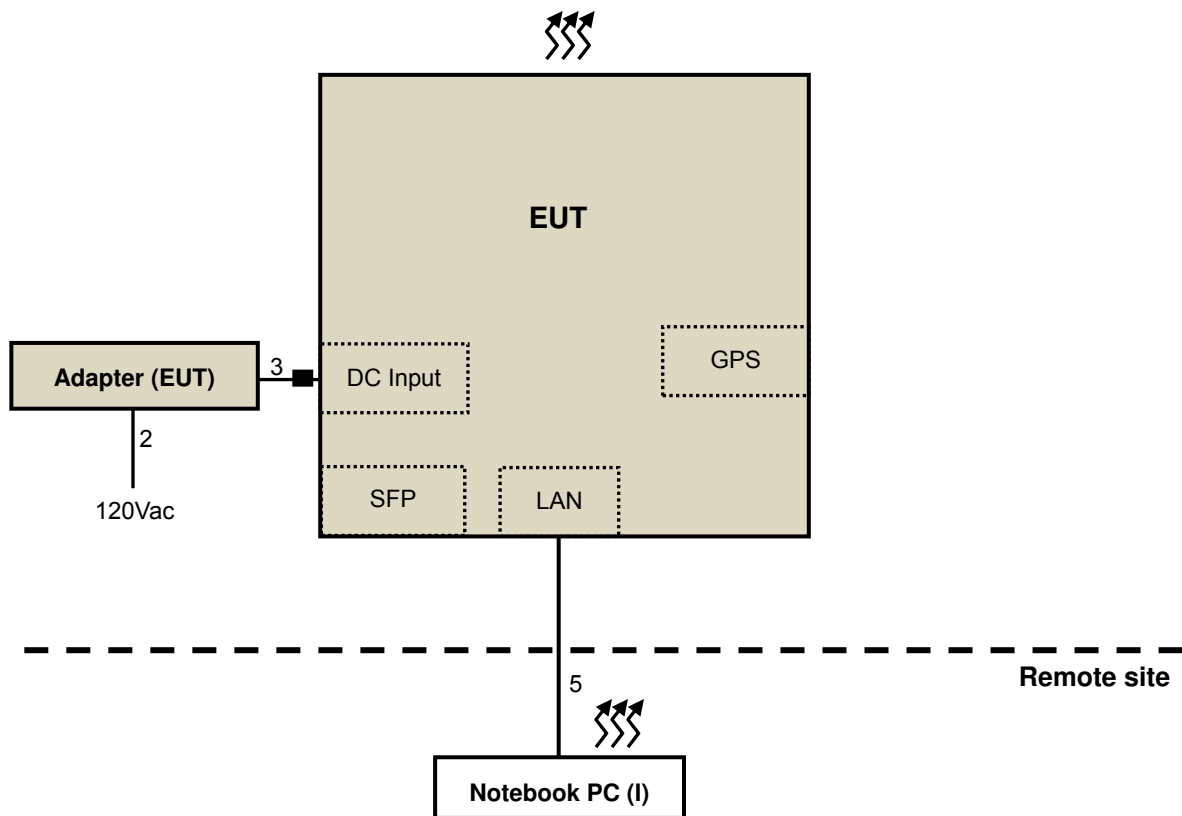 EUT
GPS
3
Adapter (EUT)
DC Input
2
SFP
LAN
120Vac
Remote site
5
Notebook PC (I)